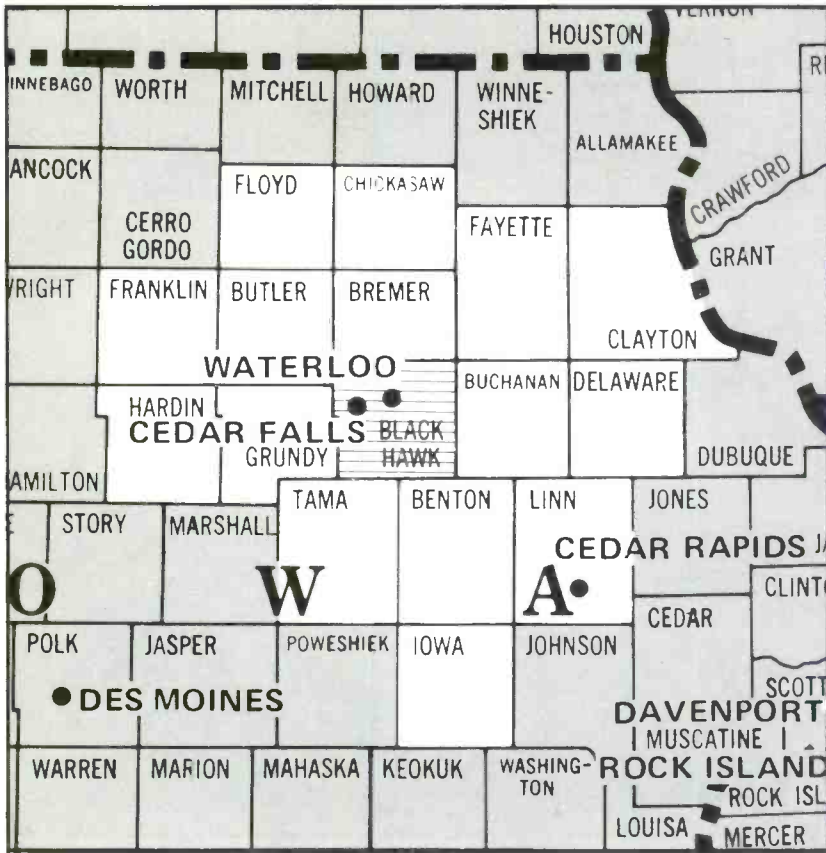 VERNON
HOUSTON
INNEBAGO
WORTH
MITCHELL
HOWARD
WINNE-
SHIEK
ALLAMAKEE
ANCOCK
FLOYD
CHICKASAW
CRAWFORD
CERRO
GORDO
FAYETTE
GRANT
WRIGHT
FRANKLIN
BUTLER
BREMER
CLAYTON
WATERLOO
BUCHANAN
DELAWARE
HARDIN
CEDAR FALLS
BLACK
HAWK
GRUNDY
DUBUQUE
AMILTON
TAMA
BENTON
LINN
JONES
STORY
MARSHALL
CEDAR RAPIDS
JA
O W A
CLINTO
CEDAR
POLK
JASPER
POWESHIEK
IOWA
JOHNSON
SCOTT
DES MOINES
DAVENPORT
MUSCATINE
WARREN
MARION
MAHASKA
KEOKUK
WASHING-
TON
ROCK ISLAND
ROCK ISL
LOUISA
MERCER